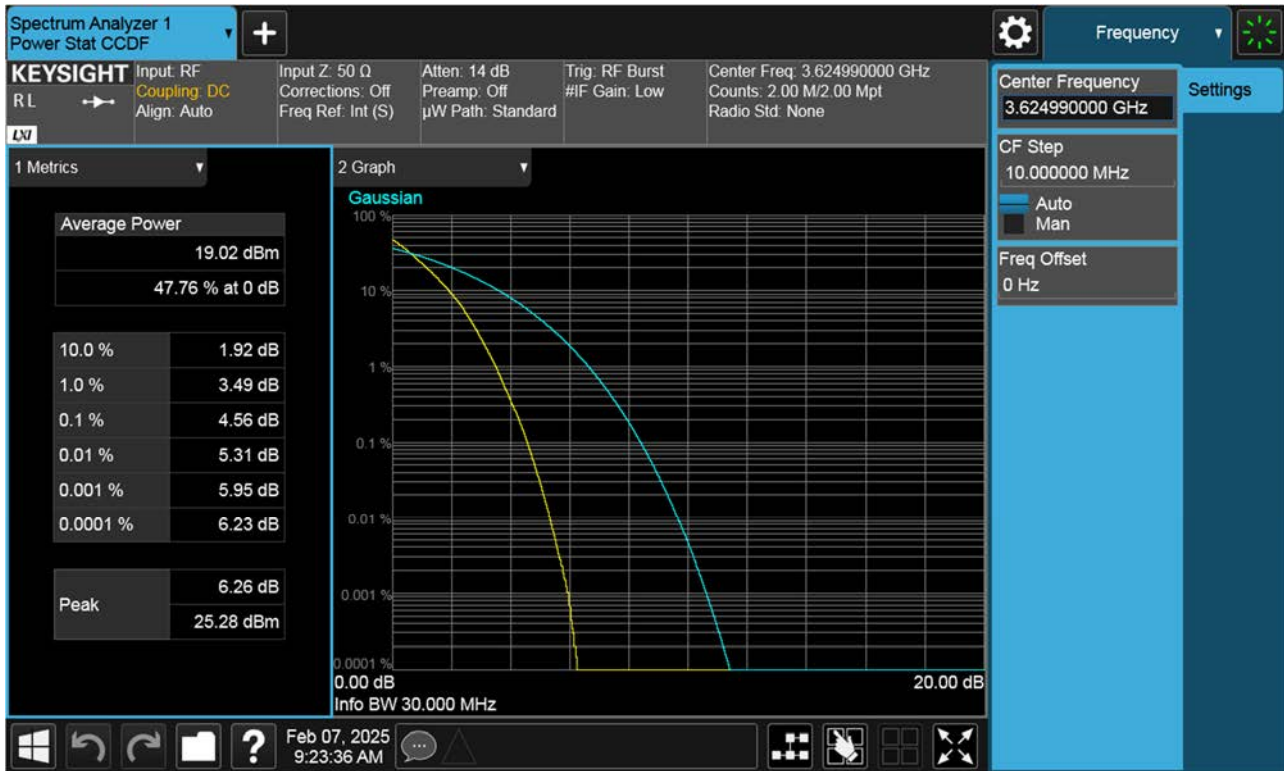 Spectrum Analyzer 1
Power Stat CCDF
+
Frequency
KEYSIGHT
RL
LXI
Input: RF
Coupling: DC
Align: Auto
Input Z: 50 Ω
Corrections: Off
Freq Ref: Int (S)
Atten: 14 dB
Preamp: Off
µW Path: Standard
Trig: RF Burst
#IF Gain: Low
Center Freq: 3.624990000 GHz
Counts: 2.00 M/2.00 Mpt
Radio Std: None
Center Frequency
3.624990000 GHz
Settings
CF Step
10.000000 MHz
Auto
Man
Freq Offset
0 Hz
1 Metrics
Average Power
19.02 dBm
47.76 % at 0 dB
10.0 % 1.92 dB
1.0 % 3.49 dB
0.1 % 4.56 dB
0.01 % 5.31 dB
0.001 % 5.95 dB
0.0001 % 6.23 dB
Peak
6.26 dB
25.28 dBm
2 Graph
Gaussian
100 %
10 %
1 %
0.1 %
0.01 %
0.001 %
0.0001 %
0.00 dB 20.00 dB
Info BW 30.000 MHz
?
Feb 07, 2025
9:23:36 AM